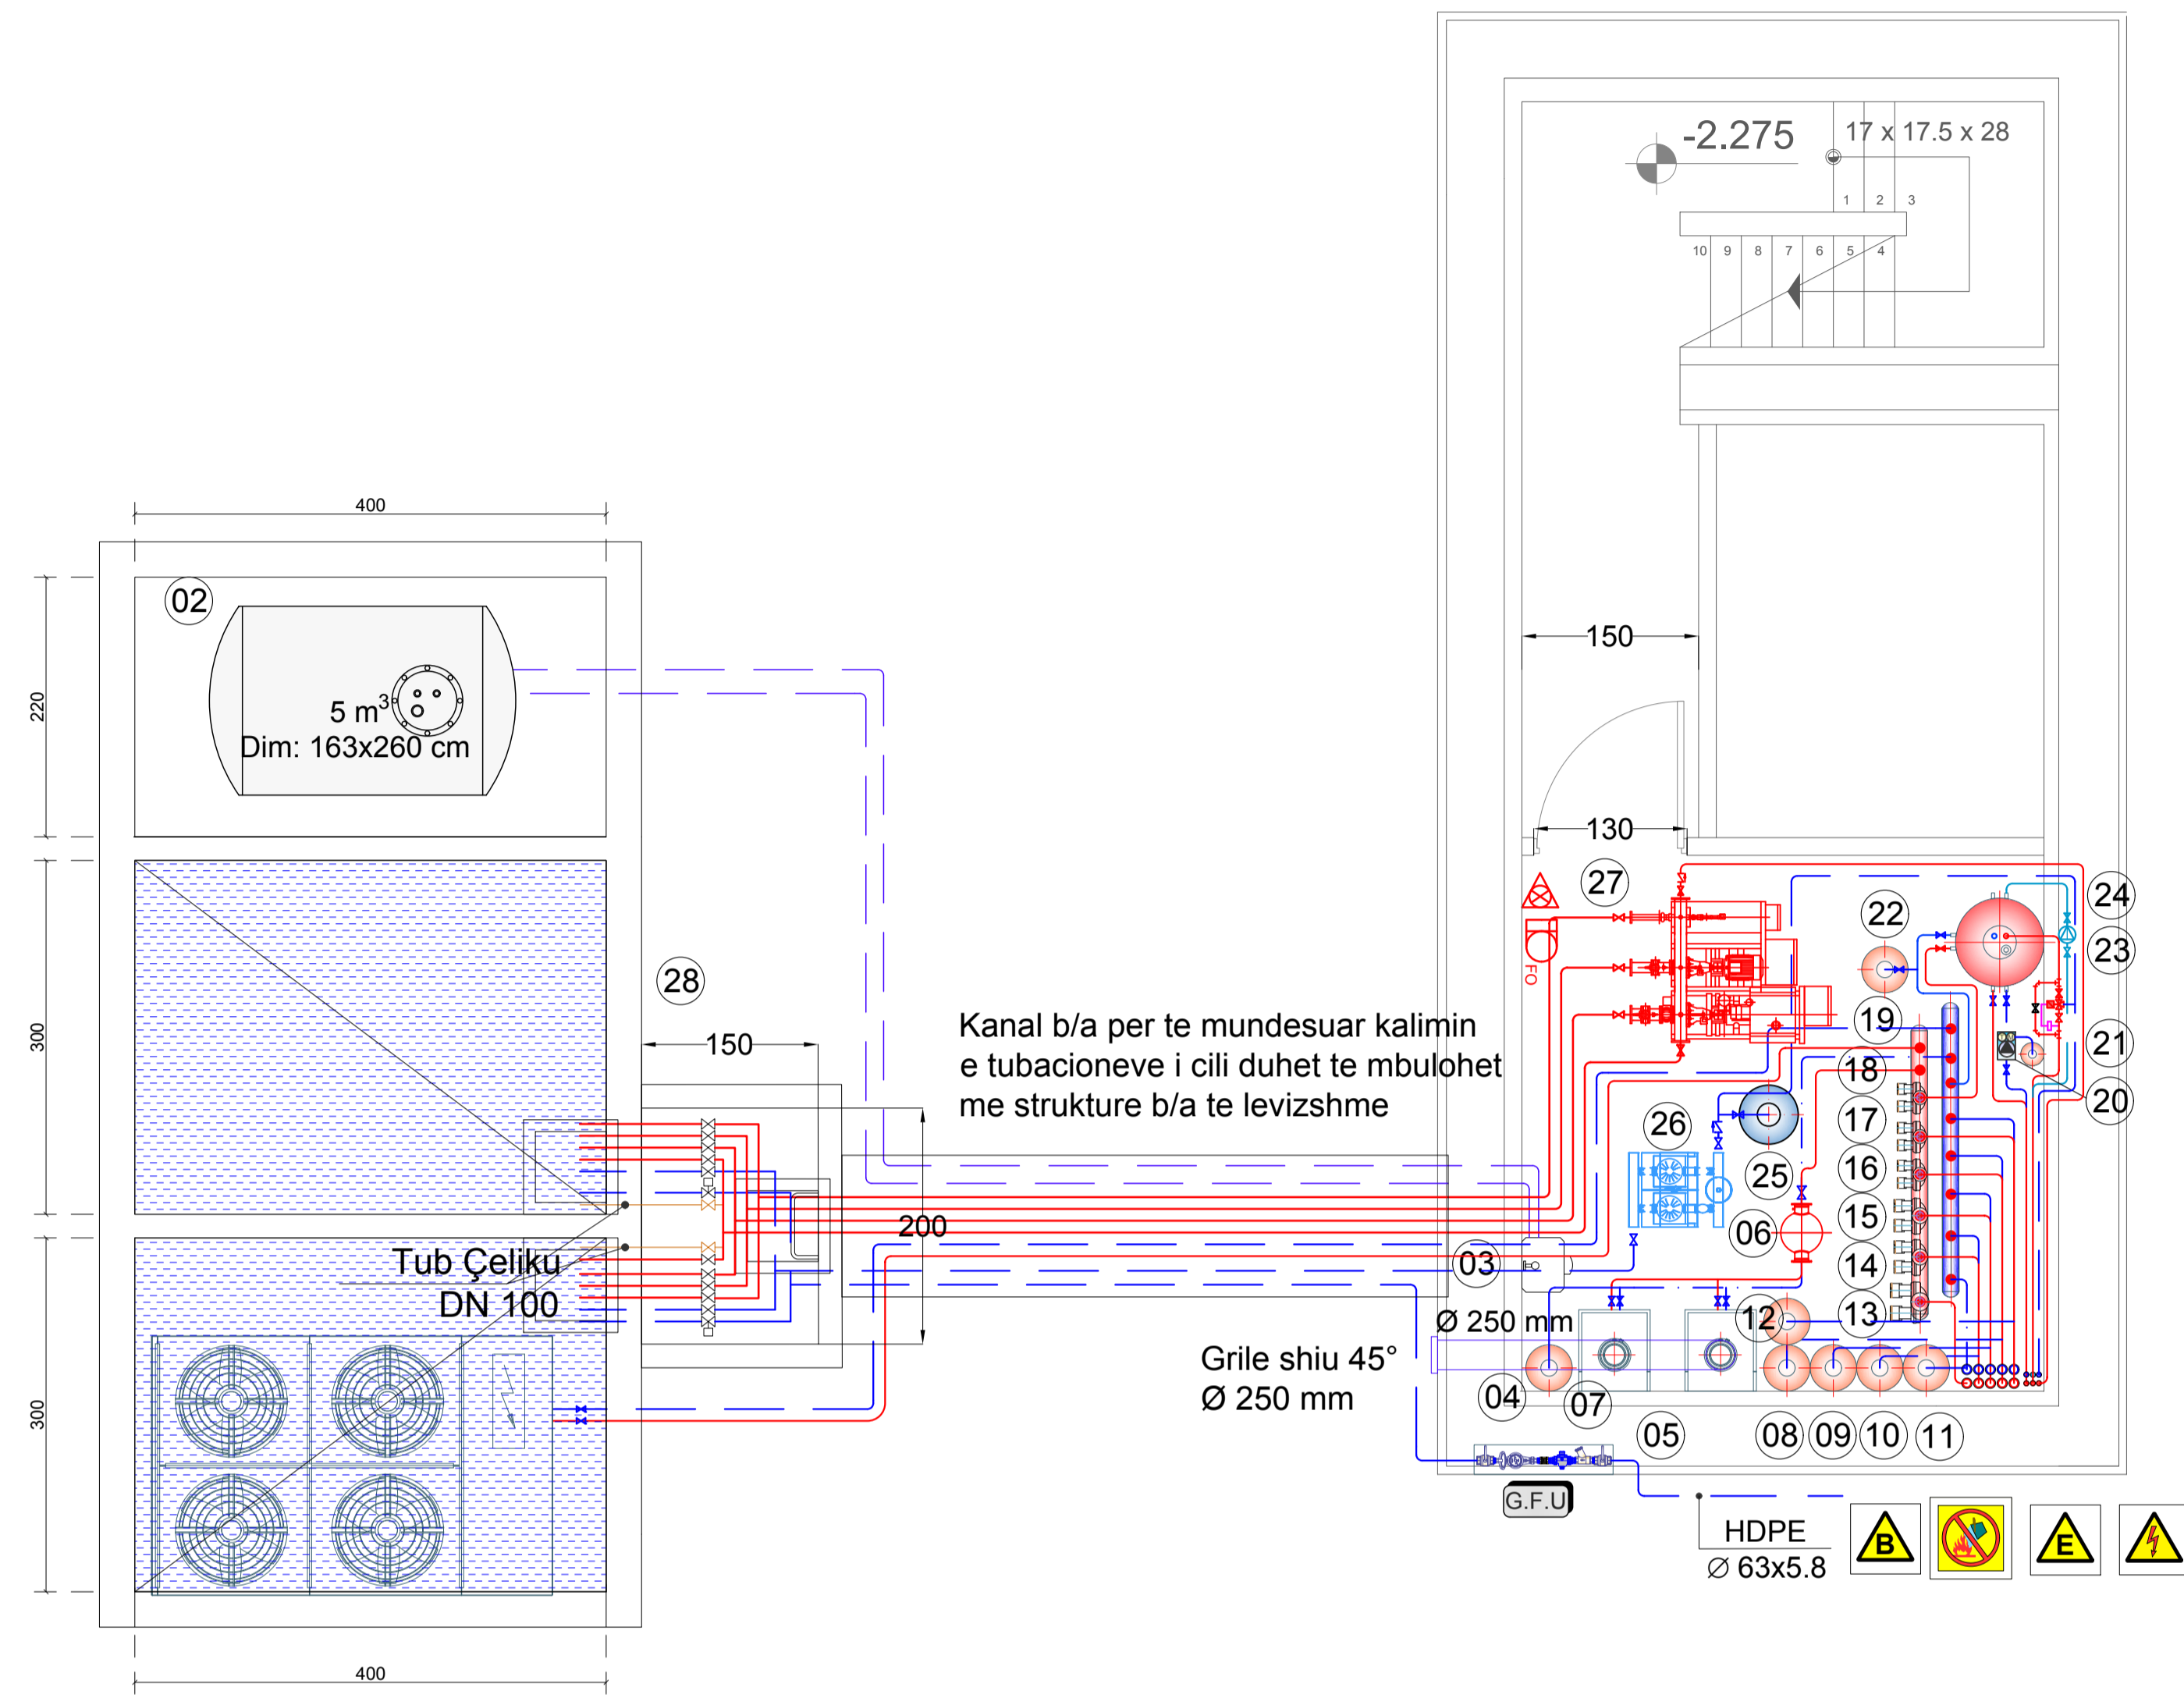 -2.275
17 x 17.5 x 28
1 2 3
10 9 8 7 6 5 4
400
02
220
5 m³
Dim: 163x260 cm
150
130
27
24
22
23
FO
28
300
150
Kanal b/a per te mundesuar kalimin
e tubacioneve i cili duhet te mbulohet
me strukture b/a te levizshme
19
21
18
20
17
26
16
25
15
06
200
14
03
Tub Çeliku
DN 100
13
12
Ø 250 mm
Grile shiu 45°
Ø 250 mm
04
07
05
08
09
10
11
300
G.F.U
HDPE
Ø 63x5.8
B
E
400